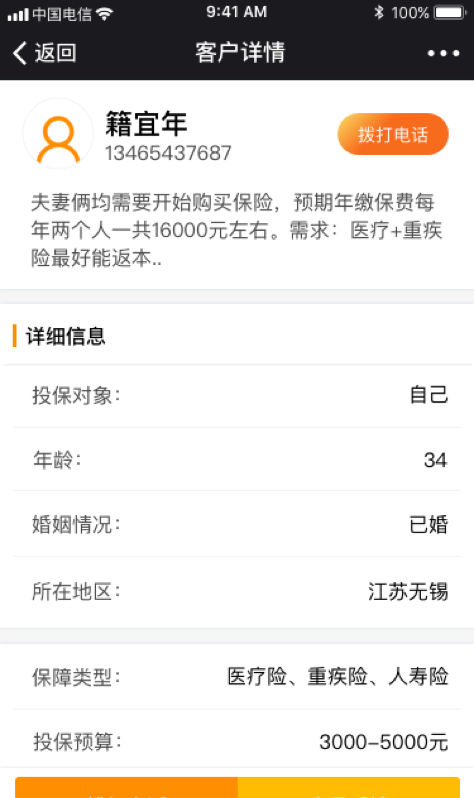 中国电信 9:41 AM 100%
返回 客户详情
籍宜年
13465437687
拨打电话
夫妻俩均需要开始购买保险，预期年缴保费每
年两个人一共16000元左右。需求：医疗+重疾
险最好能返本..
详细信息
投保对象： 自己
年龄： 34
婚姻情况： 已婚
所在地区： 江苏无锡
保障类型： 医疗险、重疾险、人寿险
投保预算： 3000-5000元